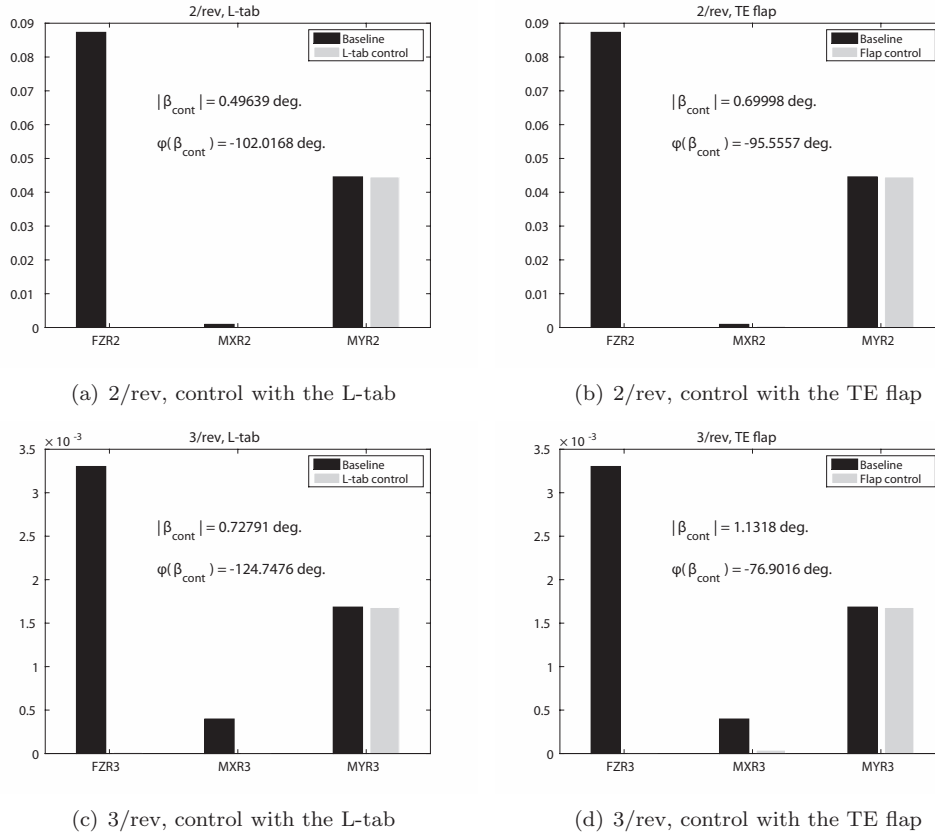 2/rev, L-tab
0.09
0.08
0.07
0.06
0.05
0.04
0.03
0.02
0.01
0
Baseline
L-tab control
|β_cont| = 0.49639 deg.
φ(β_cont) = -102.0168 deg.
FZR2 MXR2 MYR2
(a) 2/rev, control with the L-tab
2/rev, TE flap
0.09
0.08
0.07
0.06
0.05
0.04
0.03
0.02
0.01
0
Baseline
Flap control
|β_cont| = 0.69998 deg.
φ(β_cont) = -95.5557 deg.
FZR2 MXR2 MYR2
(b) 2/rev, control with the TE flap
3/rev, L-tab
× 10 -3
3.5
3
2.5
2
1.5
1
0.5
0
Baseline
L-tab control
|β_cont| = 0.72791 deg.
φ(β_cont) = -124.7476 deg.
FZR3 MXR3 MYR3
(c) 3/rev, control with the L-tab
3/rev, TE flap
× 10 -3
3.5
3
2.5
2
1.5
1
0.5
0
Baseline
Flap control
|β_cont| = 1.1318 deg.
φ(β_cont) = -76.9016 deg.
FZR3 MXR3 MYR3
(d) 3/rev, control with the TE flap